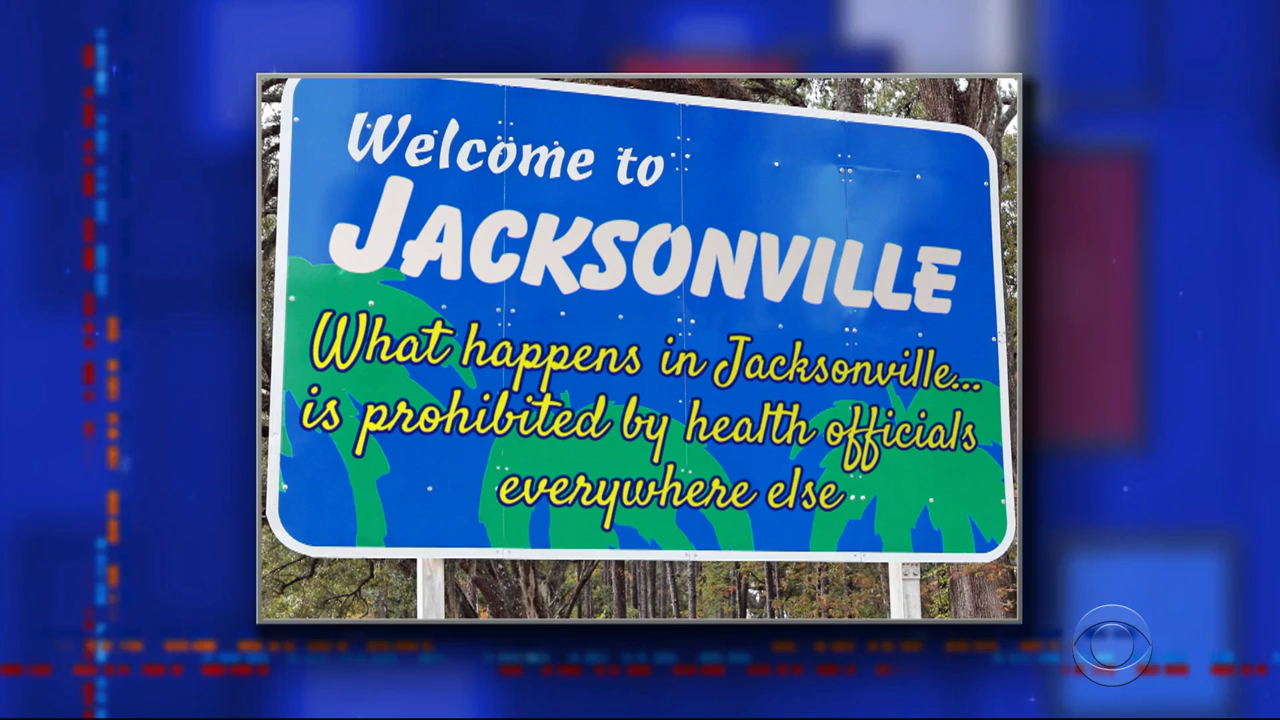 Welcome to
JACKSONVILLE
What happens in Jacksonville...
is prohibited by health officials
everywhere else